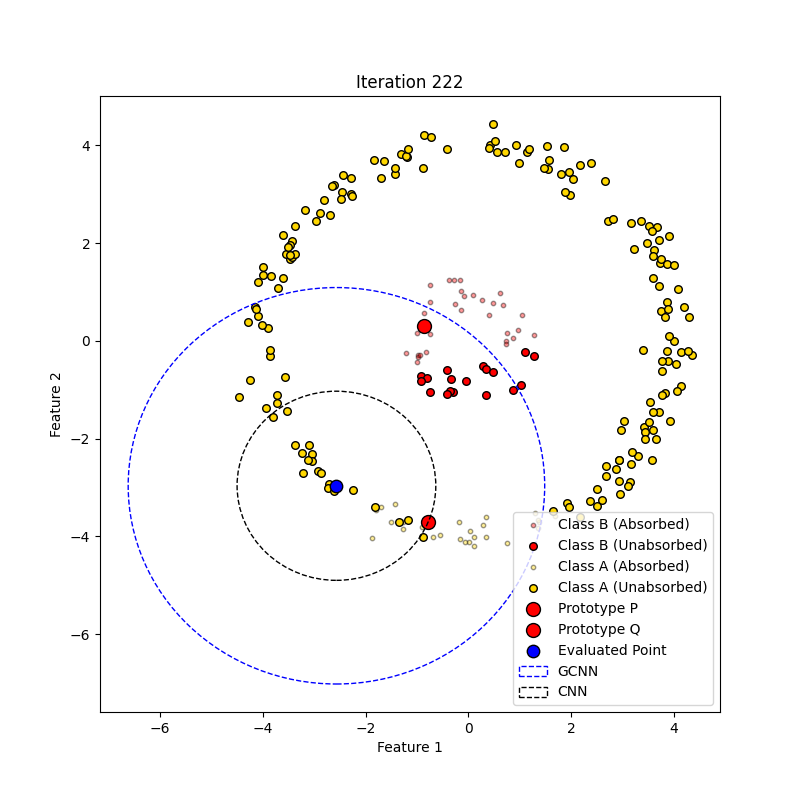 Iteration 222
4
2
0
−2
−4
−6
Feature 2
Class B (Absorbed)
Class B (Unabsorbed)
Class A (Absorbed)
Class A (Unabsorbed)
Prototype P
Prototype Q
Evaluated Point
GCNN
CNN
−6 −4 −2 0 2 4
Feature 1